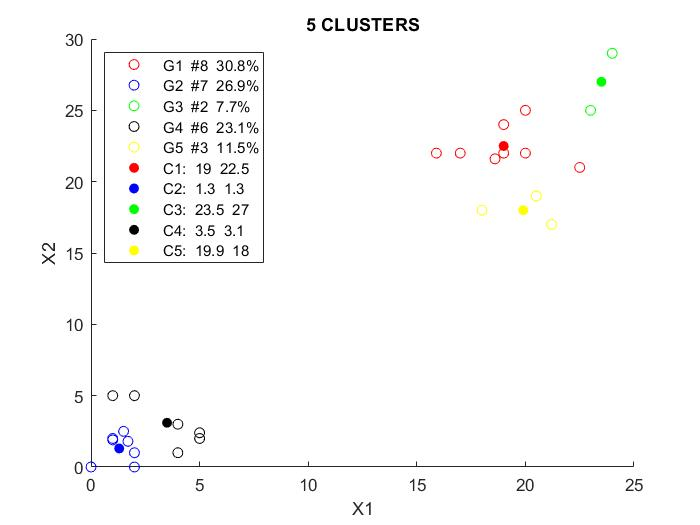 5 CLUSTERS
30
25
20
15
10
5
0
X2
G1 #8 30.8%
G2 #7 26.9%
G3 #2 7.7%
G4 #6 23.1%
G5 #3 11.5%
C1: 19 22.5
C2: 1.3 1.3
C3: 23.5 27
C4: 3.5 3.1
C5: 19.9 18
0 5 10 15 20 25
X1